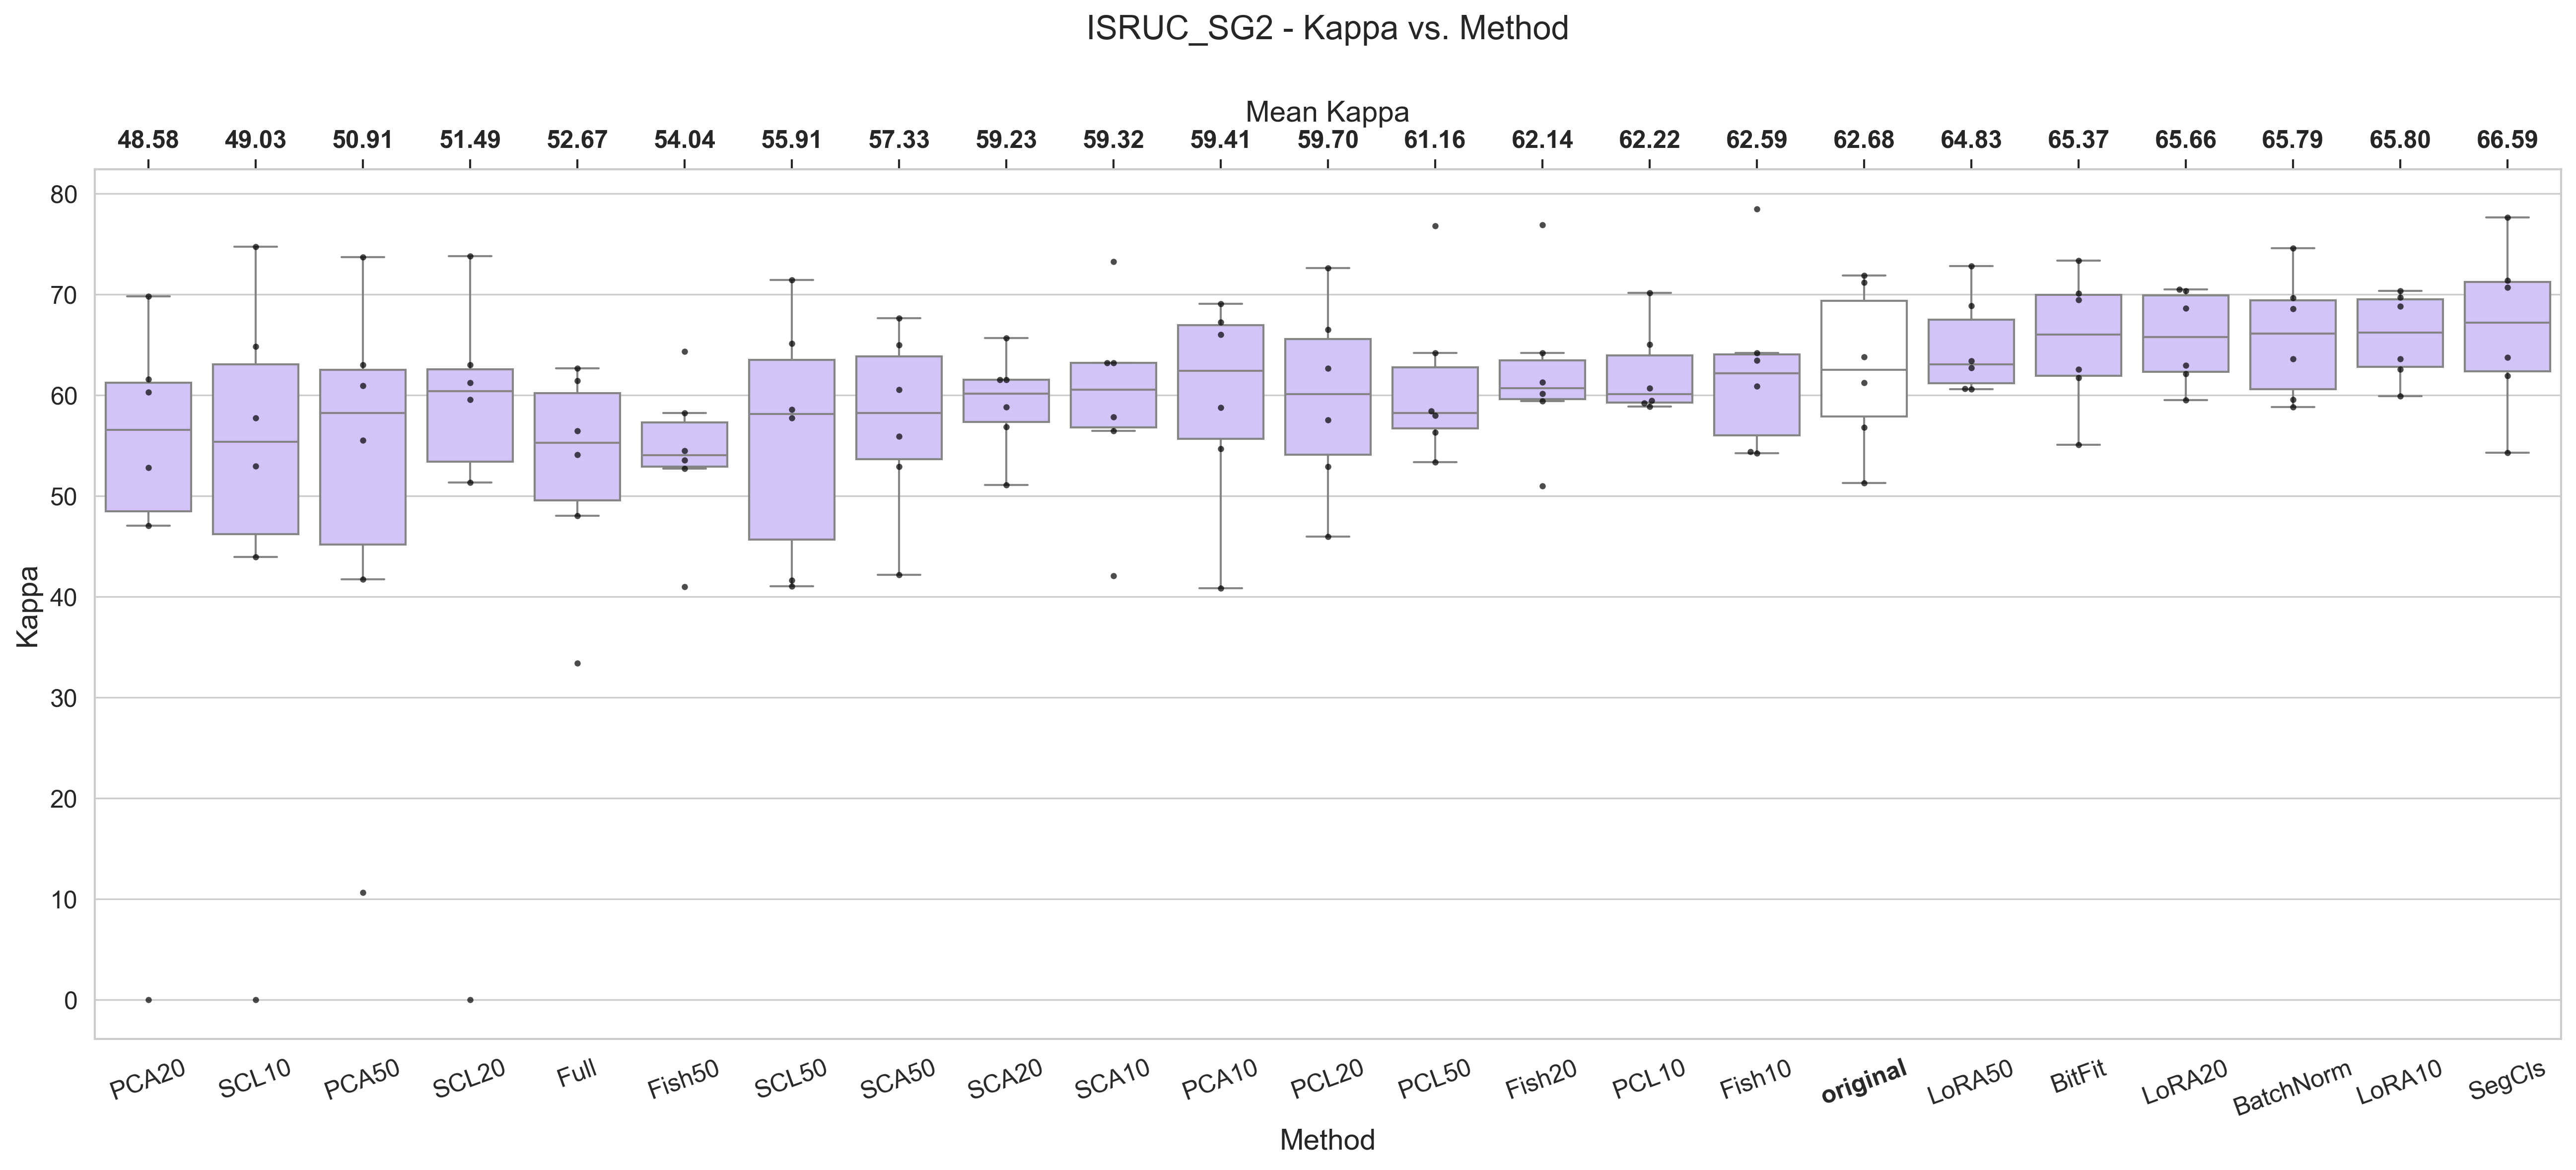 ISRUC_SG2 - Kappa vs. Method
Mean Kappa
48.58 49.03 50.91 51.49 52.67 54.04 55.91 57.33 59.23 59.32 59.41 59.70 61.16 62.14 62.22 62.59 62.68 64.83 65.37 65.66 65.79 65.80 66.59
80
70
60
50
40
30
20
10
0
Kappa
PCA20 SCL10 PCA50 SCL20 Full Fish50 SCL50 SCA50 SCA20 SCA10 PCA10 PCL20 PCL50 Fish20 PCL10 Fish10 original LoRA50 BitFit LoRA20 BatchNorm LoRA10 SegCls
Method